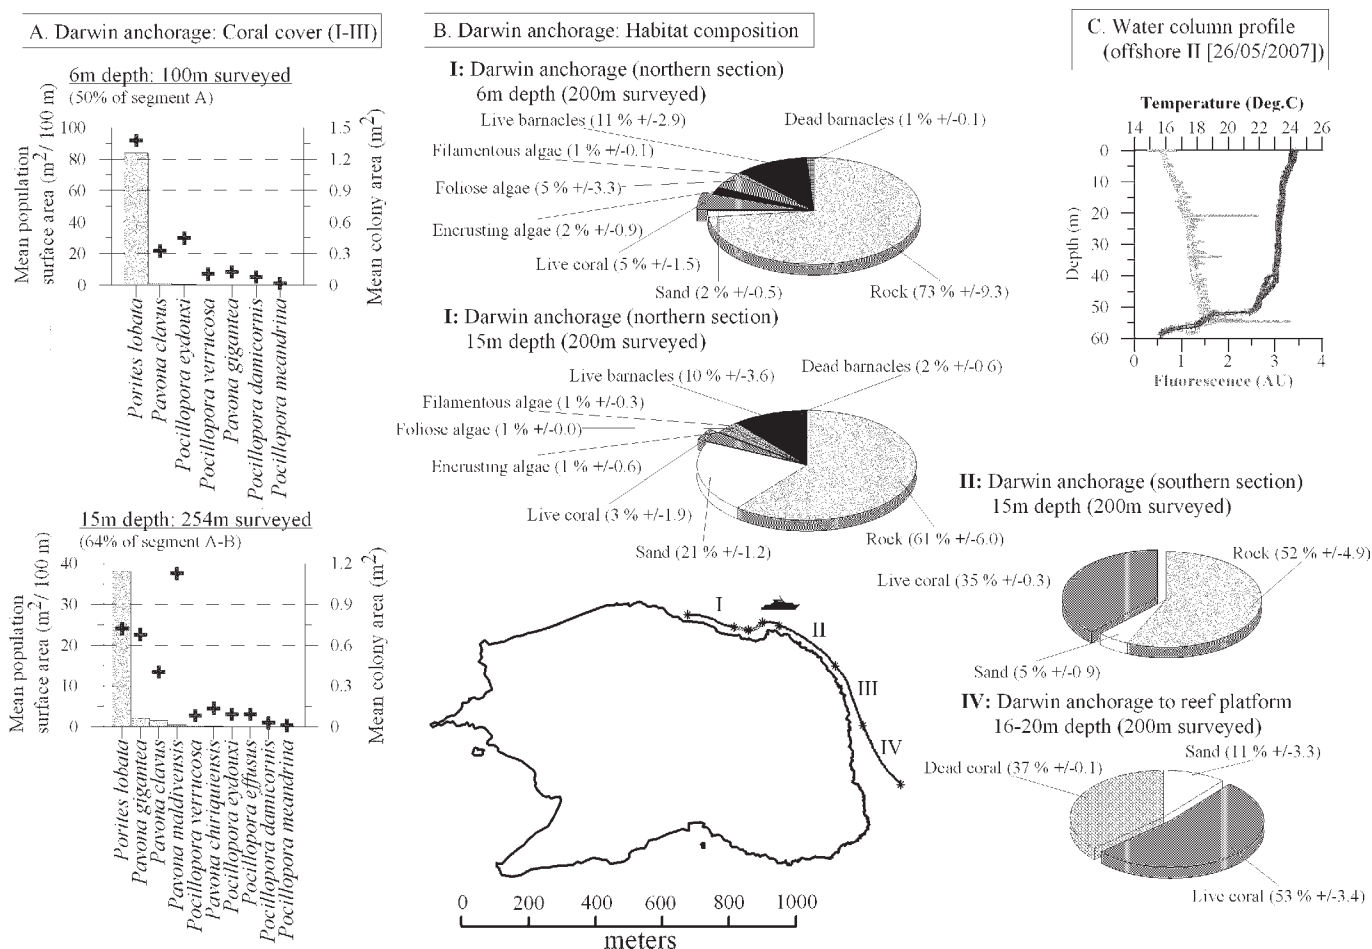 A. Darwin anchorage: Coral cover (I-III)
6m depth: 100m surveyed
(50% of segment A)
Mean population
surface area (m²/ 100 m)
100
80
60
40
20
0
1.5
1.2
0.9
0.6
0.3
0
Mean colony area (m²)
Porites lobata
Pavona clavus
Pocillopora eydouxi
Pocillopora verrucosa
Pavona gigantea
Pocillopora damicornis
Pocillopora meandrina
15m depth: 254m surveyed
(64% of segment A-B)
Mean population
surface area (m²/ 100 m)
40
30
20
10
0
1.2
0.9
0.6
0.3
0
Mean colony area (m²)
Porites lobata
Pavona gigantea
Pavona clavus
Pavona maldivensis
Pocillopora verrucosa
Pavona chiriquiensis
Pocillopora eydouxi
Pocillopora effusus
Pocillopora damicornis
Pocillopora meandrina
B. Darwin anchorage: Habitat composition
I: Darwin anchorage (northern section)
6m depth (200m surveyed)
Live barnacles (11 % +/-2.9)
Dead barnacles (1 % +/-0.1)
Filamentous algae (1 % +/-0.1)
Foliose algae (5 % +/-3.3)
Encrusting algae (2 % +/-0.9)
Live coral (5 % +/-1.5)
Sand (2 % +/-0.5)
Rock (73 % +/-9.3)
I: Darwin anchorage (northern section)
15m depth (200m surveyed)
Live barnacles (10 % +/-3.6)
Dead barnacles (2 % +/-0 6)
Filamentous algae (1 % +/-0.3)
Foliose algae (1 % +/-0.0)
Encrusting algae (1 % +/-0.6)
Live coral (3 % +/-1.9)
Sand (21 % +/-1.2)
Rock (61 % +/-6.0)
I
II
III
IV
0 200 400 600 800 1000
meters
C. Water column profile
(offshore II [26/05/2007])
Temperature (Deg.C)
14 16 18 20 22 24 26
Depth (m)
0
10
20
30
40
50
60
0 1 2 3 4
Fluorescence (AU)
II: Darwin anchorage (southern section)
15m depth (200m surveyed)
Rock (52 % +/-4.9)
Live coral (35 % +/-0.3)
Sand (5 % +/-0 9)
IV: Darwin anchorage to reef platform
16-20m depth (200m surveyed)
Sand (11 % +/-3.3)
Dead coral (37 % +/-0.1)
Live coral (53 % +/-3.4)